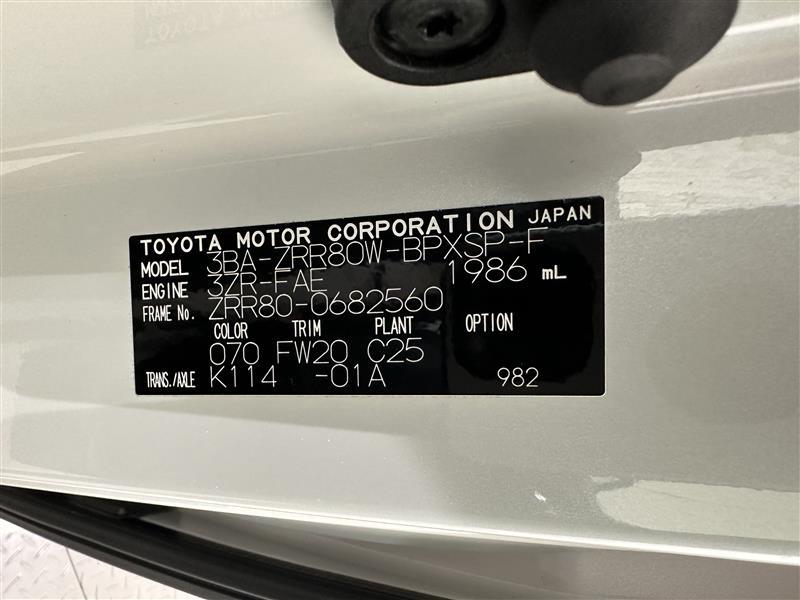 TOYOTA MOTOR CORPORATION JAPAN
MODEL 3BA-ZRR80W-BPXSP-F
ENGINE 3ZR-FAE 1986 mL
FRAME No. ZRR80-0682560
COLOR TRIM PLANT OPTION
070 FW20 C25
TRANS./AXLE K114 -01A 982